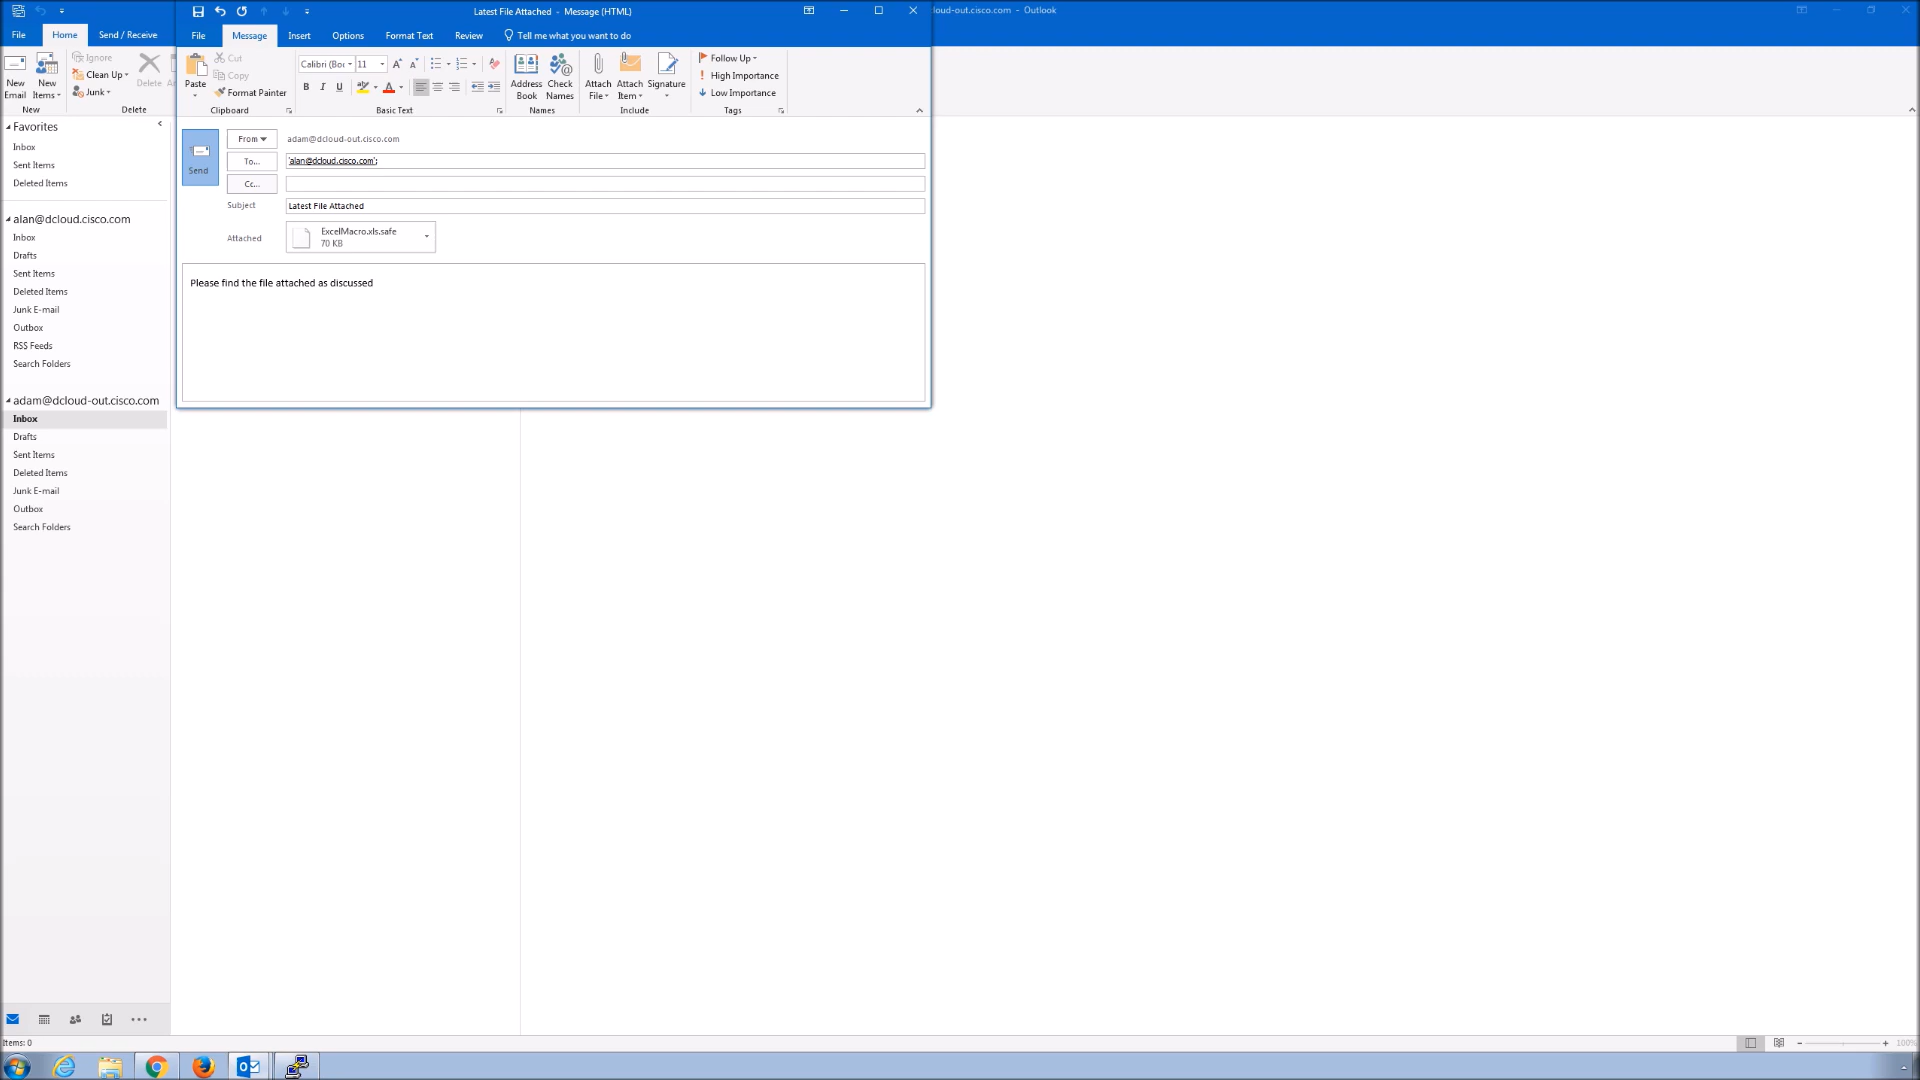 Latest File Attached - Message (HTML)
loud-out.cisco.com - Outlook
File
Home
Send / Receive
File
Message
Insert
Options
Format Text
Review
Tell me what you want to do
New Email
New Items
New
Ignore
Clean Up
Junk
Delete
Delete
Paste
Cut
Copy
Format Painter
Clipboard
Calibri (Boc
11
B I U
Basic Text
Address Book
Check Names
Names
Attach File
Attach Item
Signature
Include
Follow Up
High Importance
Low Importance
Tags
Favorites
Inbox
Sent Items
Deleted Items
alan@dcloud.cisco.com
Inbox
Drafts
Sent Items
Deleted Items
Junk E-mail
Outbox
RSS Feeds
Search Folders
adam@dcloud-out.cisco.com
Inbox
Drafts
Sent Items
Deleted Items
Junk E-mail
Outbox
Search Folders
Send
From
adam@dcloud-out.cisco.com
To...
'alan@dcloud.cisco.com';
Cc...
Subject
Latest File Attached
Attached
ExcelMacro.xls.safe
70 KB
Please find the file attached as discussed
Items: 0
100%